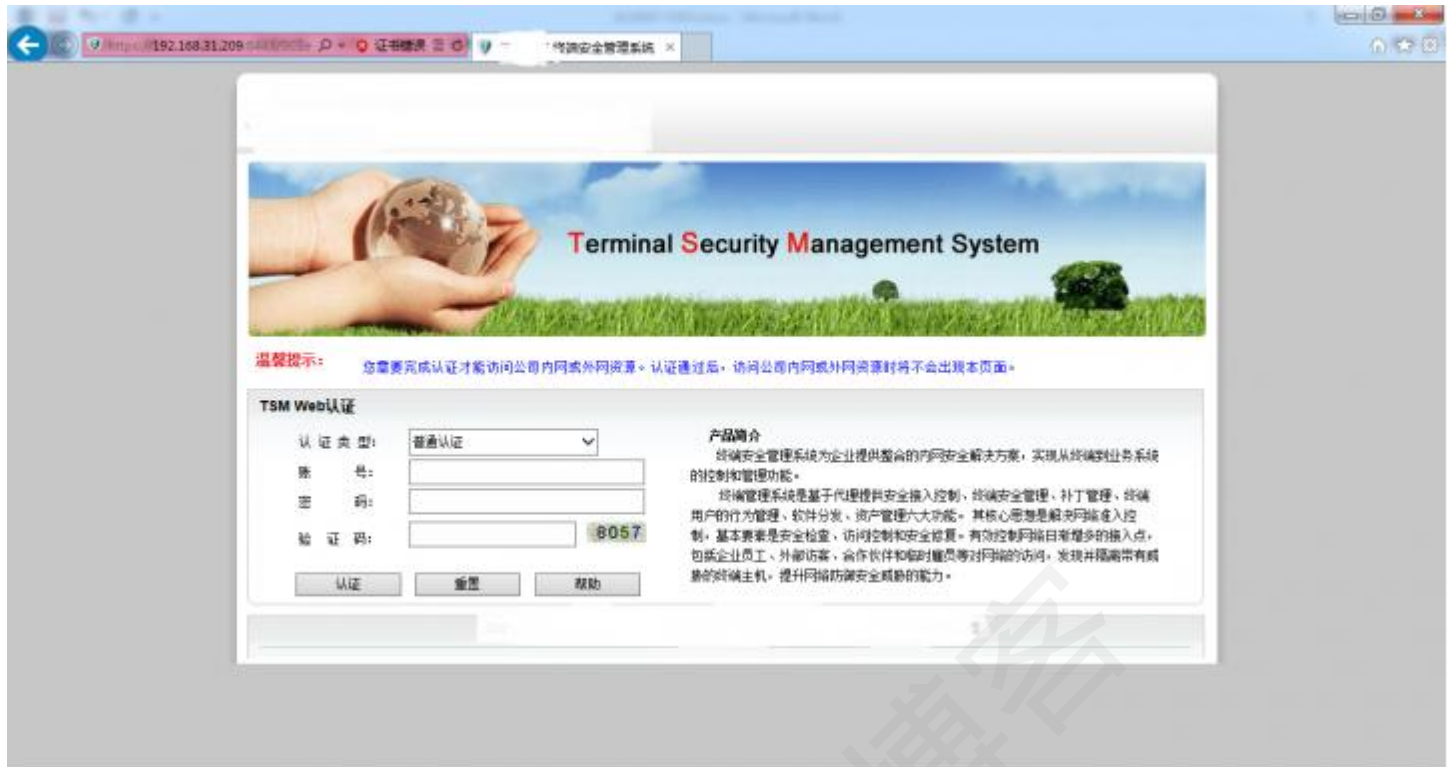 192.168.31.209
证书错误
终端安全管理系统
Terminal Security Management System
温馨提示:
您需要完成认证才能访问公司内网或外网资源。认证通过后,访问公司内网或外网资源时将不会出现本页面。
TSM Web认证
认 证 类 型:
普通认证
账 号:
密 码:
验 证 码:
8057
认证
重置
帮助
产品简介
终端安全管理系统为企业提供整合的内网安全解决方案,实现从终端到业务系统
的控制和管理功能。
终端管理系统是基于代理提供安全接入控制、终端安全管理、补丁管理、终端
用户的行为管理、软件分发、资产管理六大功能。其核心思想是解决网络准入控
制,基本要素是安全检查、访问控制和安全修复。有效控制网络日渐增多的接入点,
包括企业员工、外部访客、合作伙伴和临时雇员等对网络的访问,发现并隔离带有威
胁的终端主机,提升网络防御安全威胁的能力。
博客